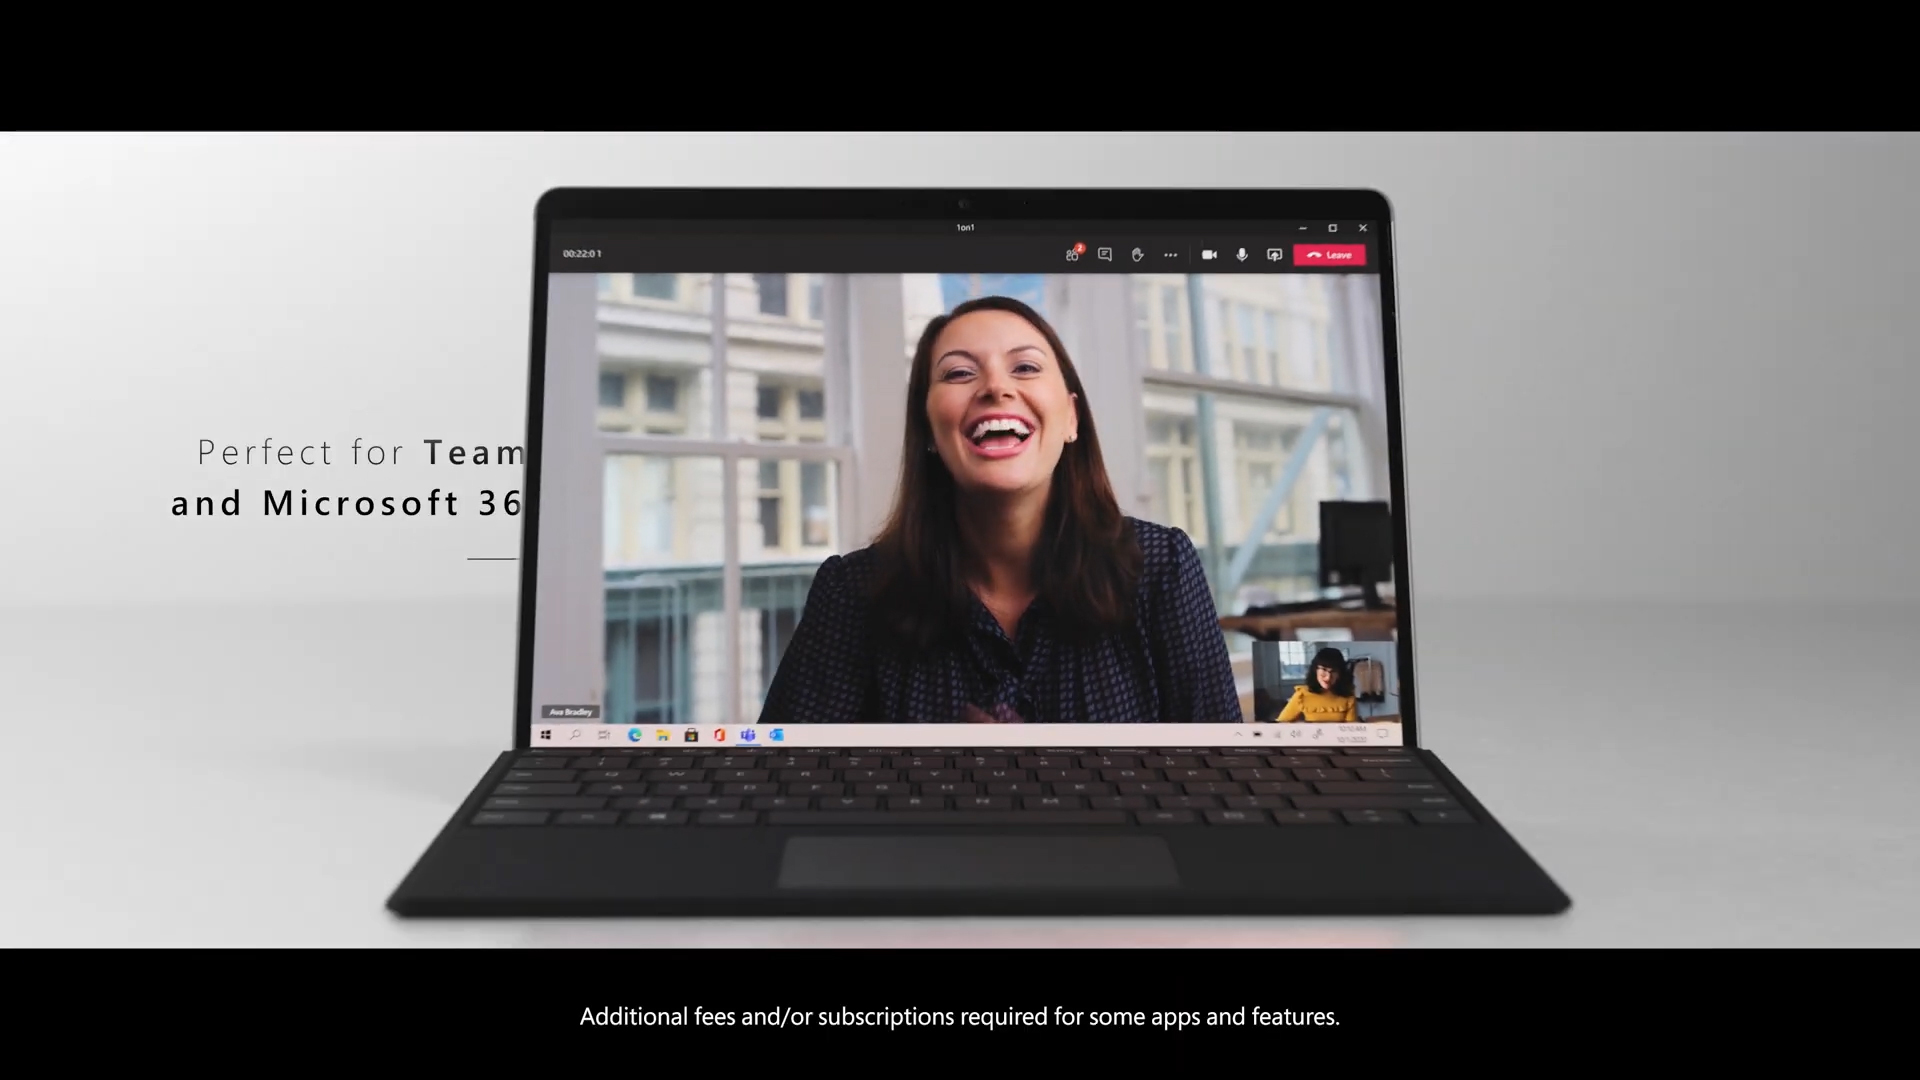 1on1
00:22:01
2
Leave
Perfect for Team
and Microsoft 36
Ava Bradley
Q W E R T Y U I O P
A S D F G H J K L
Z X C V B N M
Additional fees and/or subscriptions required for some apps and features.